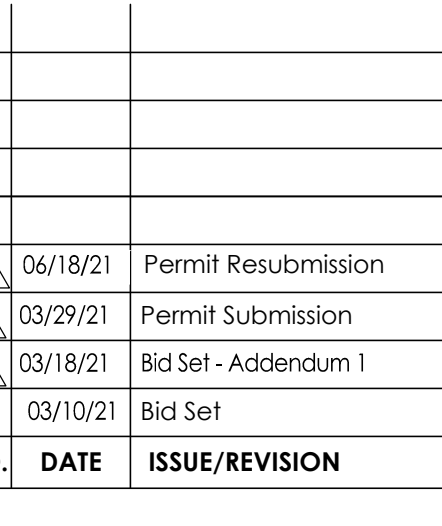 06/18/21 Permit Resubmission
03/29/21 Permit Submission
03/18/21 Bid Set - Addendum 1
03/10/21 Bid Set
DATE ISSUE/REVISION